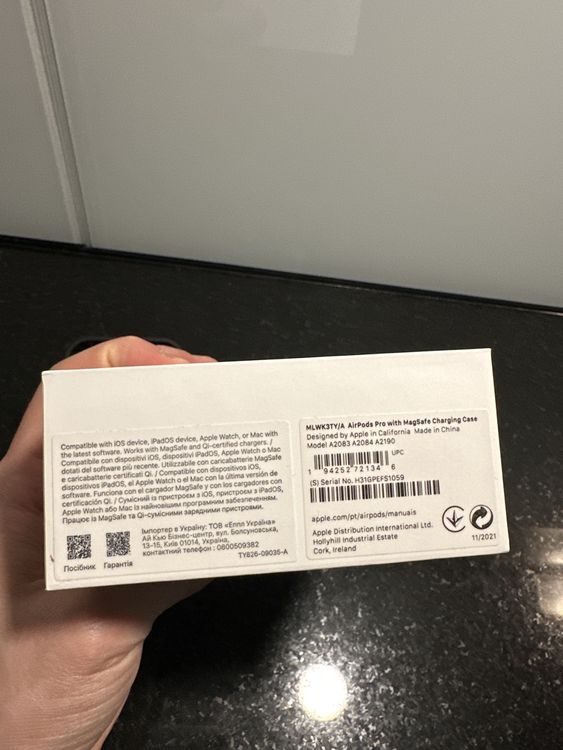 Compatible with iOS device, iPadOS device, Apple Watch, or Mac with
the latest software. Works with MagSafe and Qi-certified chargers. /
Compatibile con dispositivi iOS, dispositivi iPadOS, Apple Watch o Mac
dotati del software più recente. Utilizzabile con caricabatterie MagSafe
e caricabatterie certificati Qi. / Compatible con dispositivos iOS,
dispositivos iPadOS, el Apple Watch o el Mac con la última versión de
software. Funciona con el cargador MagSafe y con los cargadores con
certificación Qi. / Сумісний із пристроєм з iOS, пристроєм з iPadOS,
Apple Watch або Mac із найновішим програмним забезпеченням.
Працює із MagSafe та Qi-сумісними зарядними пристроями.
Посібник
Гарантія
Імпортер в Україну: ТОВ «Еппл Україна»
Ай Кью Бізнес-центр, вул. Болсуновська,
13-15, Київ 01014, Україна,
контактний телефон : 0800509382
TY826-09035-A
MLWK3TY/A AirPods Pro with MagSafe Charging Case
Designed by Apple in California Made in China
Model A2083 A2084 A2190
UPC
1 94252 72134 6
(S) Serial No. H31GPEFS1059
apple.com/pt/airpods/manuais
Apple Distribution International Ltd.
Hollyhill Industrial Estate
Cork, Ireland
11/2021